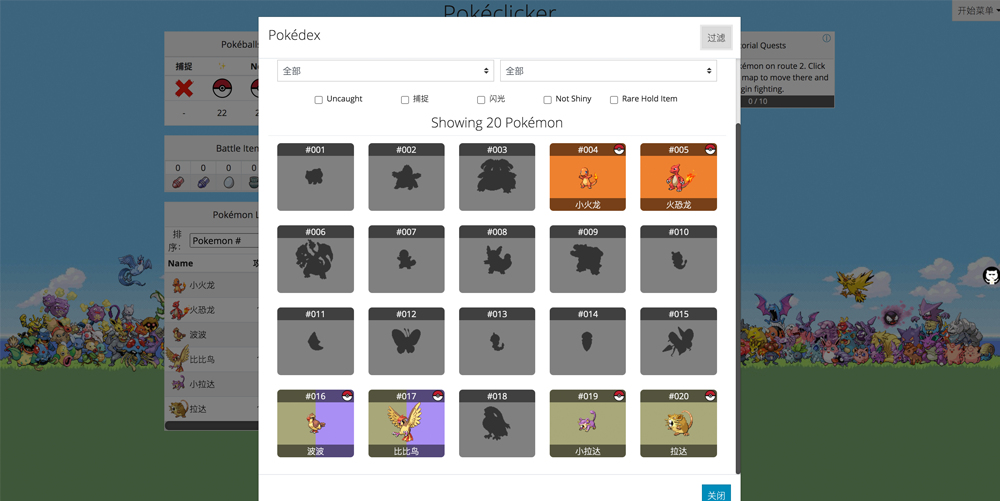 Pokéclicker
开始菜单
Pokéballs
捕捉
-
22
Battle Item
0 0 0 0
Pokémon L
排序:
Pokemon #
Name
小火龙
火恐龙
波波
比比鸟
小拉达
拉达
Pokédex
过滤
全部
全部
Uncaught
捕捉
闪光
Not Shiny
Rare Hold Item
Showing 20 Pokémon
#001 #002 #003 #004 #005
小火龙 火恐龙
#006 #007 #008 #009 #010
#011 #012 #013 #014 #015
#016 #017 #018 #019 #020
波波 比比鸟 小拉达 拉达
关闭
torial Quests
émon on route 2. Click
map to move there and
gin fighting.
0 / 10